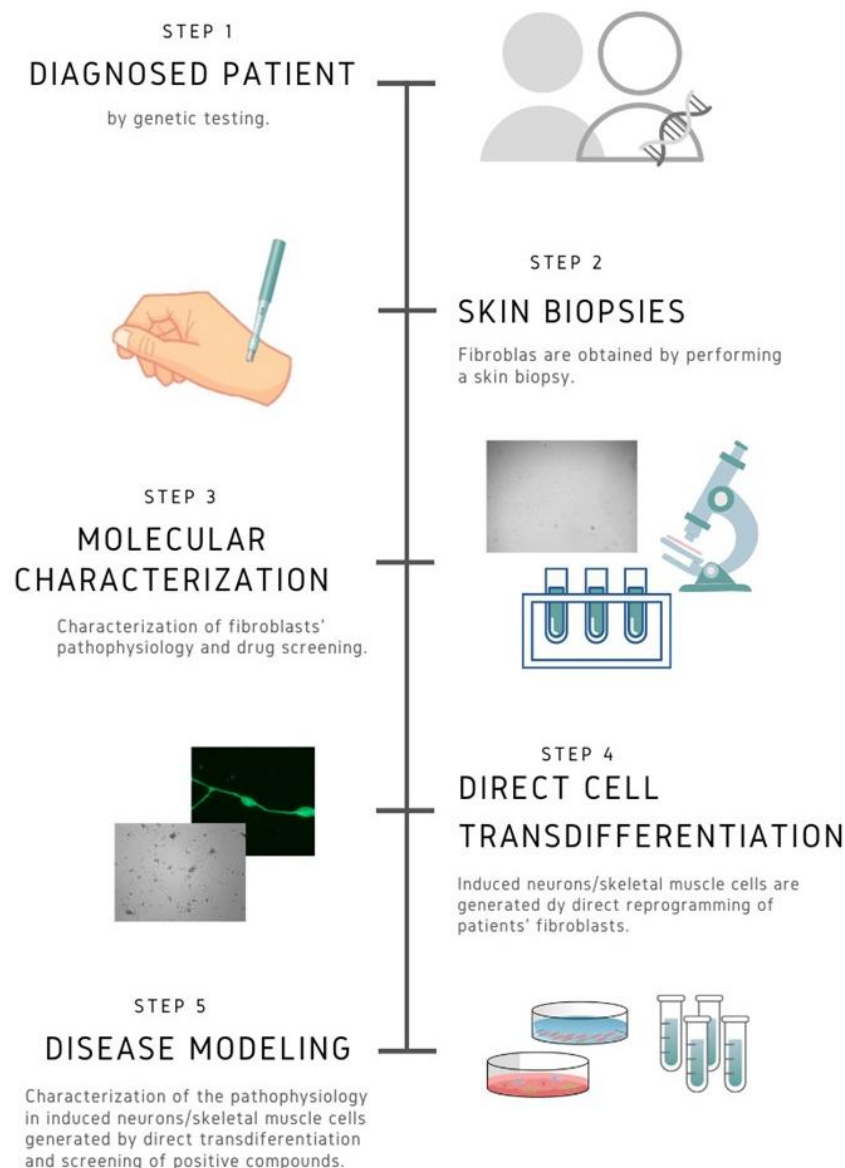 STEP 1
DIAGNOSED PATIENT
by genetic testing.
STEP 2
SKIN BIOPSIES
Fibroblas are obtained by performing
a skin biopsy.
STEP 3
MOLECULAR
CHARACTERIZATION
Characterization of fibroblasts'
pathophysiology and drug screening.
STEP 4
DIRECT CELL
TRANSDIFFERENTIATION
Induced neurons/skeletal muscle cells are
generated dy direct reprogramming of
patients' fibroblasts.
STEP 5
DISEASE MODELING
Characterization of the pathophysiology
in induced neurons/skeletal muscle cells
generated by direct transdiferentiation
and screening of positive compounds.